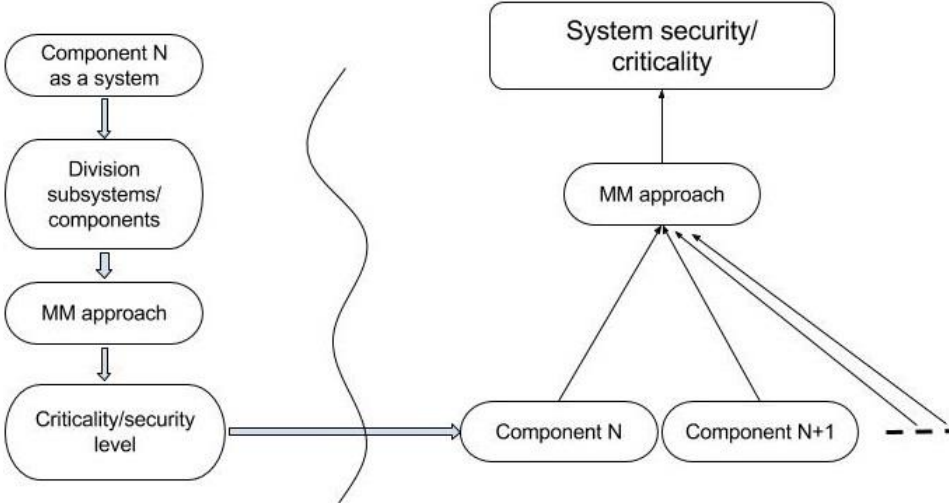 Component N
as a system
Division
subsystems/
components
MM approach
Criticality/security
level
System security/
criticality
MM approach
Component N
Component N+1